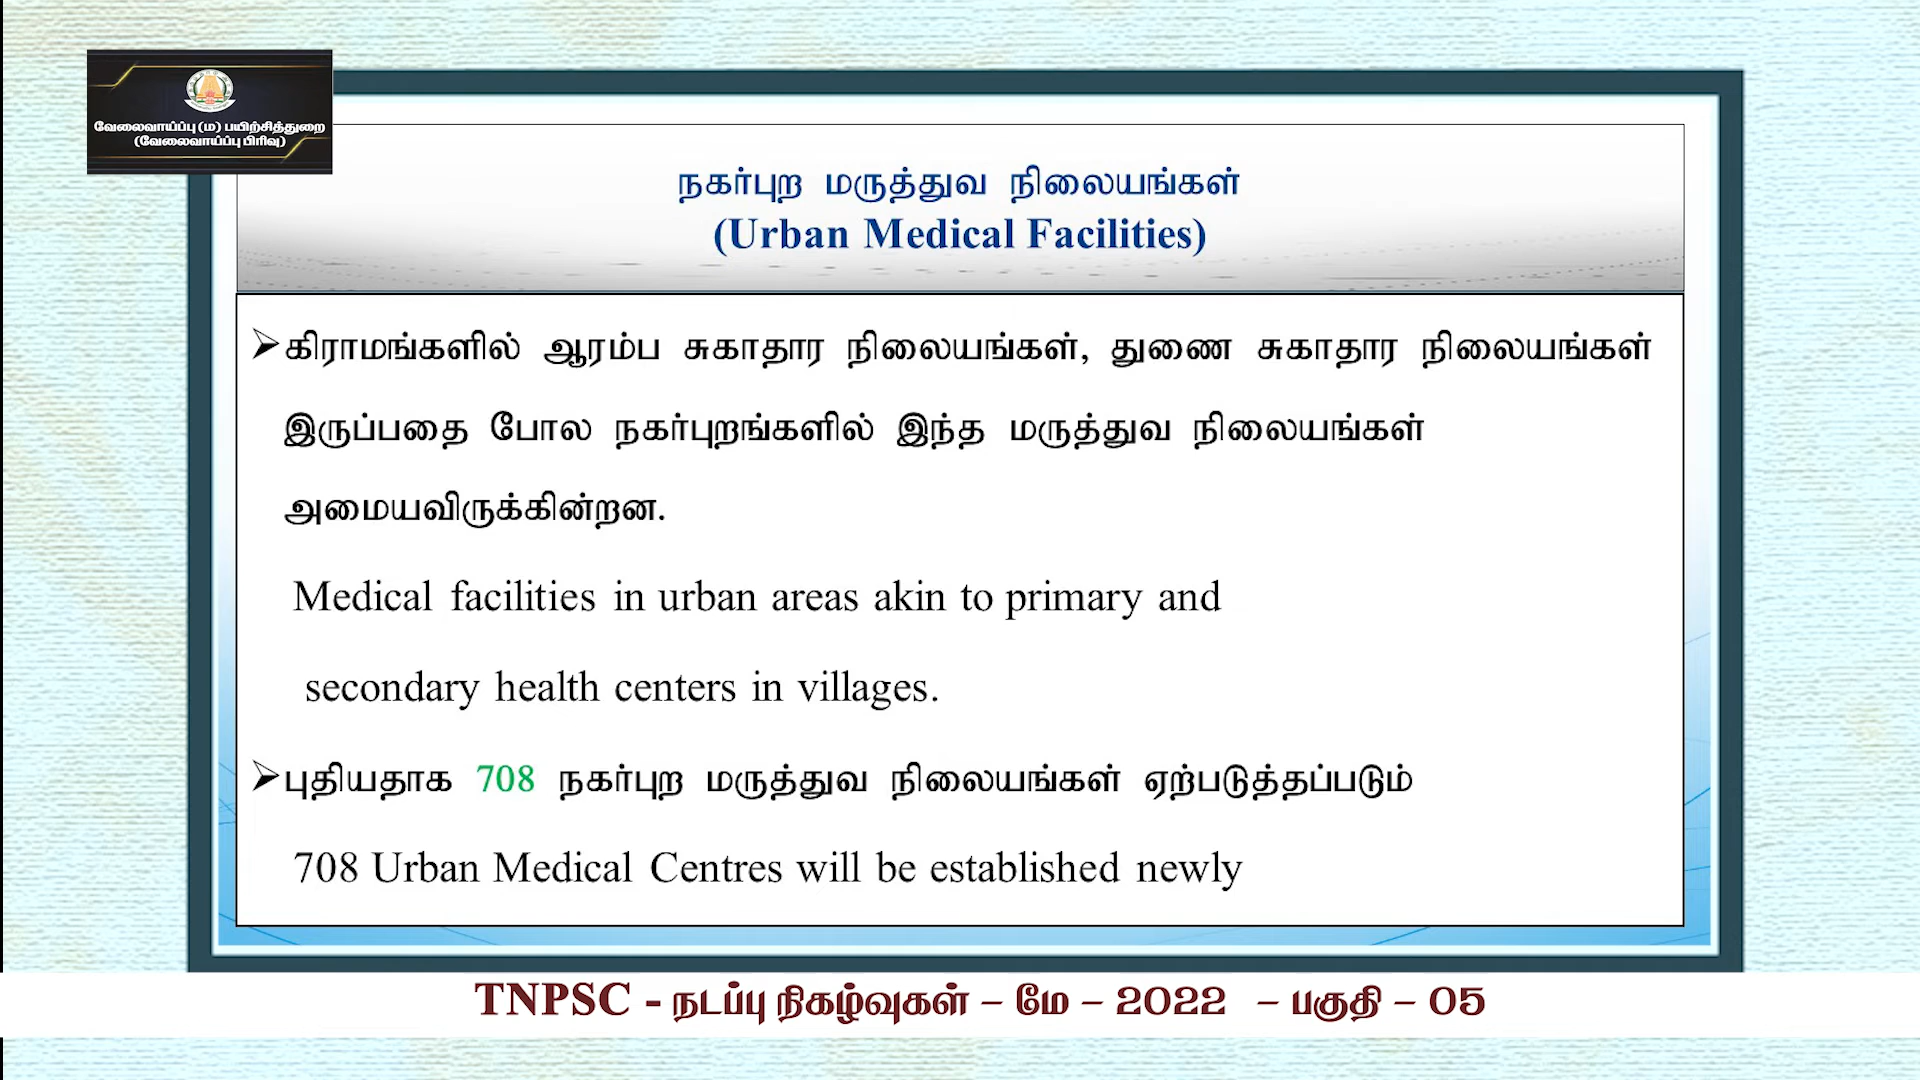 வேலைவாய்ப்பு (ம) பயிற்சித்துறை
(வேலைவாய்ப்பு பிரிவு)
நகர்புற மருத்துவ நிலையங்கள்
(Urban Medical Facilities)
➢கிராமங்களில் ஆரம்ப சுகாதார நிலையங்கள், துணை சுகாதார நிலையங்கள்
இருப்பதை போல நகர்புறங்களில் இந்த மருத்துவ நிலையங்கள்
அமையவிருக்கின்றன.
Medical facilities in urban areas akin to primary and
secondary health centers in villages.
➢புதியதாக 708 நகர்புற மருத்துவ நிலையங்கள் ஏற்படுத்தப்படும்
708 Urban Medical Centres will be established newly
TNPSC - நடப்பு நிகழ்வுகள் – மே – 2022 – பகுதி – 05